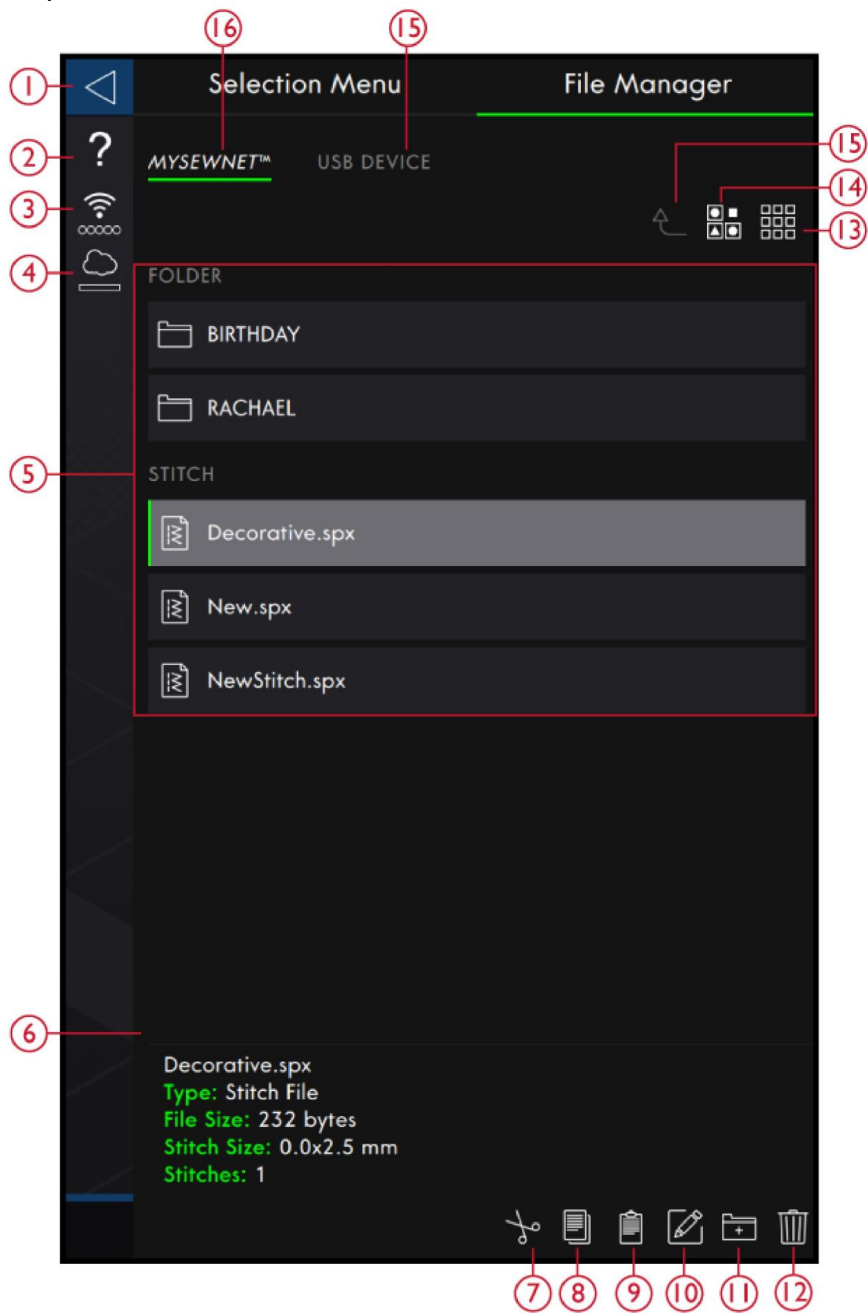 16 15
1 Selection Menu File Manager
2 ?
MYSEWNET™ USB DEVICE 15
3 14
13
4
FOLDER
BIRTHDAY
RACHAEL
5 STITCH
Decorative.spx
New.spx
NewStitch.spx
6
Decorative.spx
Type: Stitch File
File Size: 232 bytes
Stitch Size: 0.0x2.5 mm
Stitches: 1
7 8 9 10 11 12